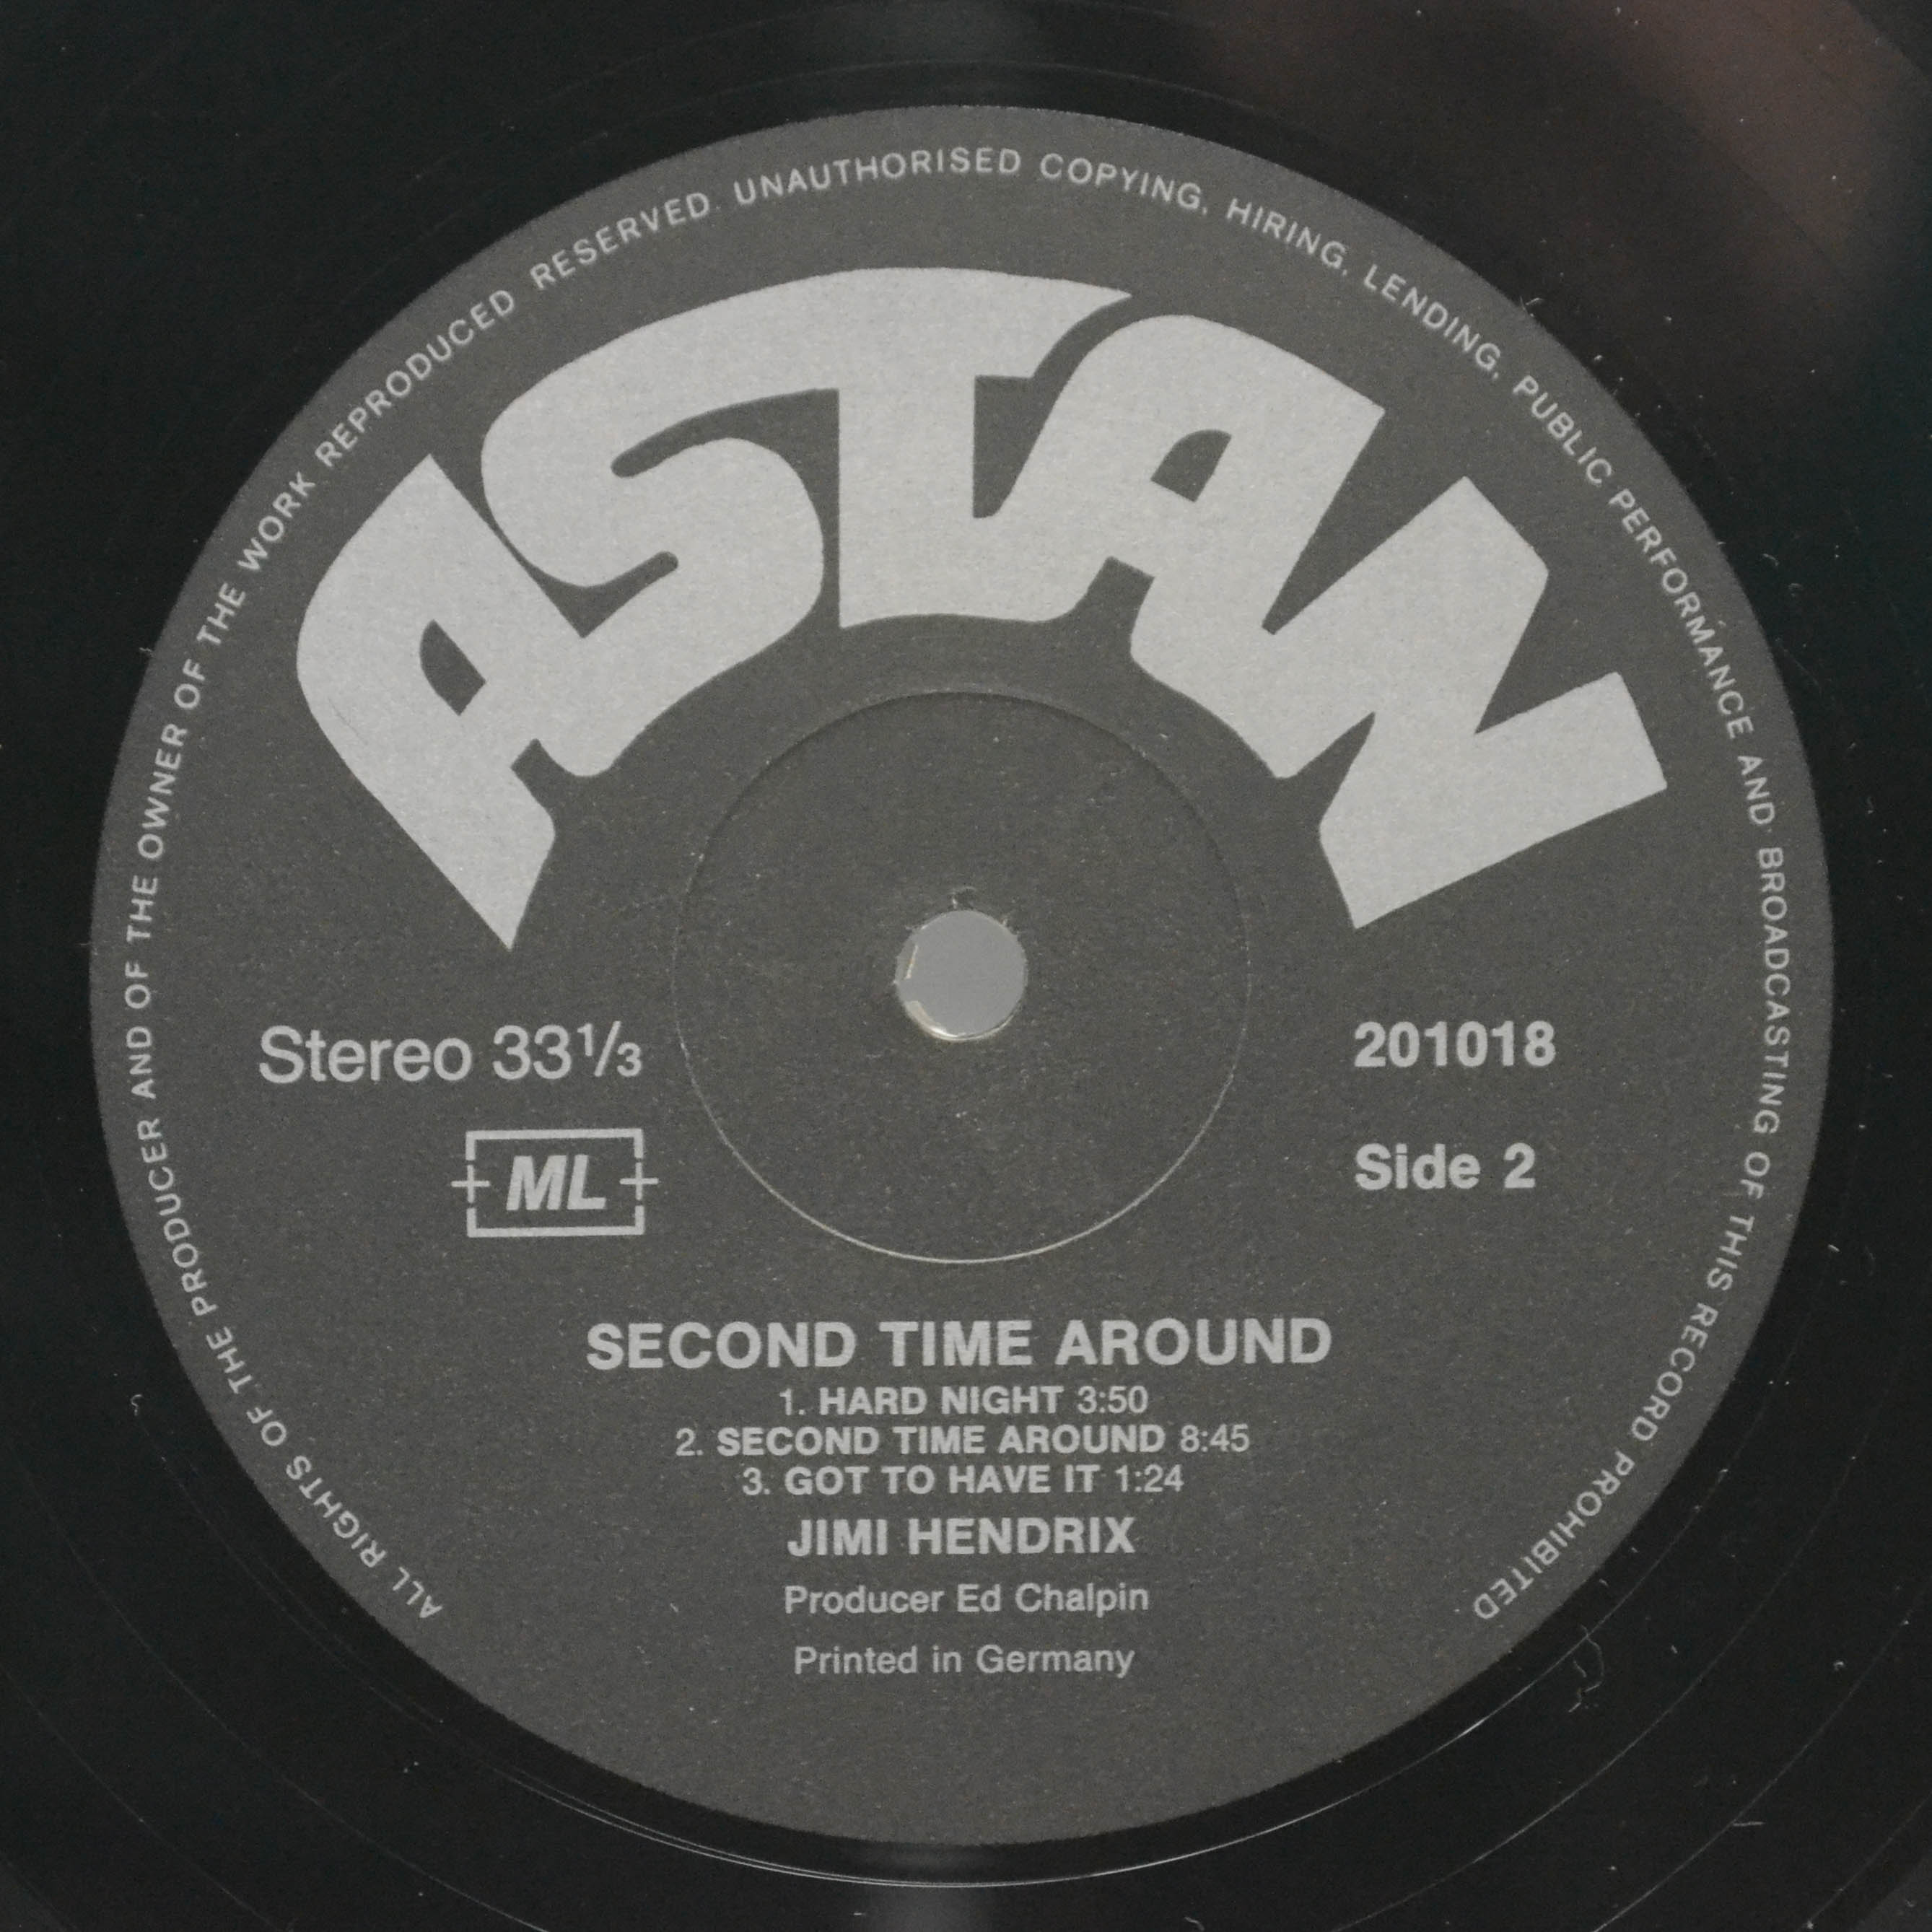 ALL RIGHTS OF THE PRODUCER AND OF THE OWNER OF THE WORK REPRODUCED RESERVED. UNAUTHORISED COPYING, HIRING, LENDING, PUBLIC PERFORMANCE AND BROADCASTING OF THIS RECORD PROHIBITED
ASTAN
Stereo 33⅓
201018
ML
Side 2
SECOND TIME AROUND
1. HARD NIGHT 3:50
2. SECOND TIME AROUND 8:45
3. GOT TO HAVE IT 1:24
JIMI HENDRIX
Producer Ed Chalpin
Printed in Germany